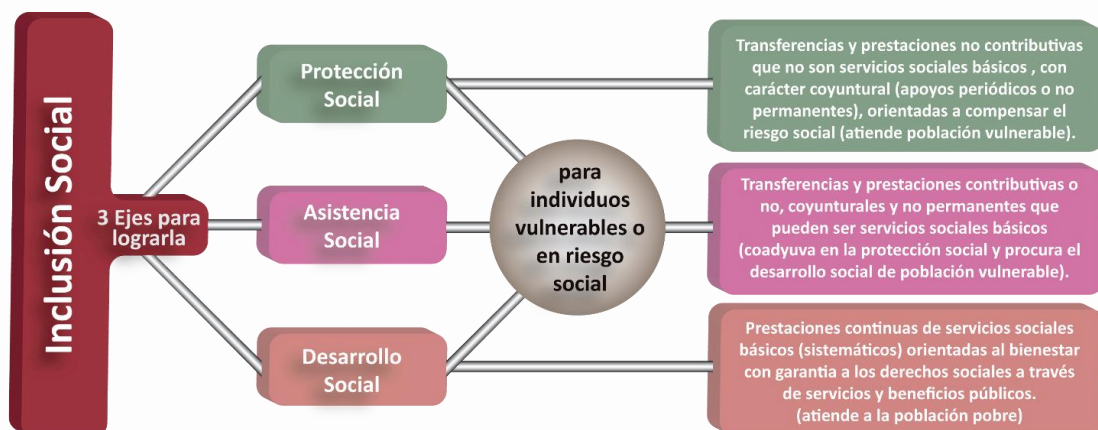 Inclusión Social
3 Ejes para
lograrla
Protección
Social
Asistencia
Social
Desarrollo
Social
para
individuos
vulnerables o
en riesgo
social
Transferencias y prestaciones no contributivas
que no son servicios sociales básicos , con
carácter coyuntural (apoyos periódicos o no
permanentes), orientadas a compensar el
riesgo social (atiende población vulnerable).
Transferencias y prestaciones contributivas o
no, coyunturales y no permanentes que
pueden ser servicios sociales básicos
(coadyuva en la protección social y procura el
desarrollo social de población vulnerable).
Prestaciones continuas de servicios sociales
básicos (sistemáticos) orientadas al bienestar
con garantia a los derechos sociales a través
de servicios y beneficios públicos.
(atiende a la población pobre)